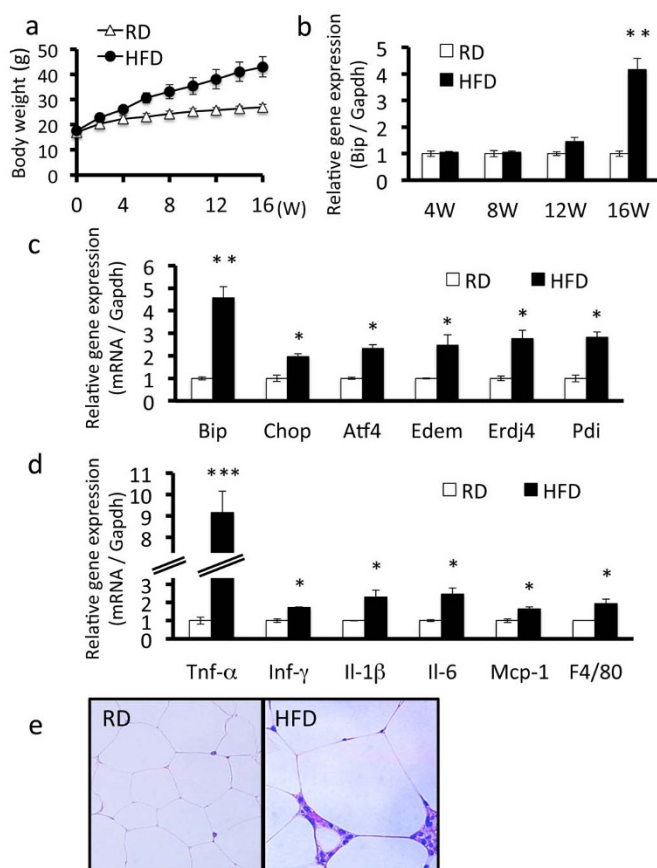 a
RD
HFD
Body weight (g)
50
40
30
20
10
0
0 4 8 12 16 (W)
b
RD
HFD
**
Relative gene expression
(Bip / Gapdh)
5
4
3
2
1
0
4W 8W 12W 16W
c
RD
HFD
Relative gene expression
(mRNA / Gapdh)
6
5
4
3
2
1
0
** * * * * *
Bip Chop Atf4 Edem Erdj4 Pdi
d
RD
HFD
Relative gene expression
(mRNA / Gapdh)
11
10
9
8
3
2
1
0
*** * * * * *
Tnf-α Inf-γ Il-1β Il-6 Mcp-1 F4/80
e
RD
HFD